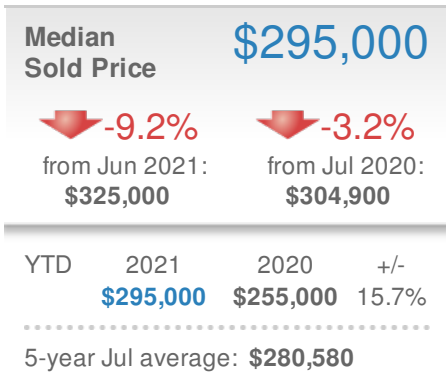 Median $295,000
Sold Price
-9.2% -3.2%
from Jun 2021: from Jul 2020:
$325,000 $304,900
YTD 2021 2020 +/-
$295,000 $255,000 15.7%
5-year Jul average: $280,580